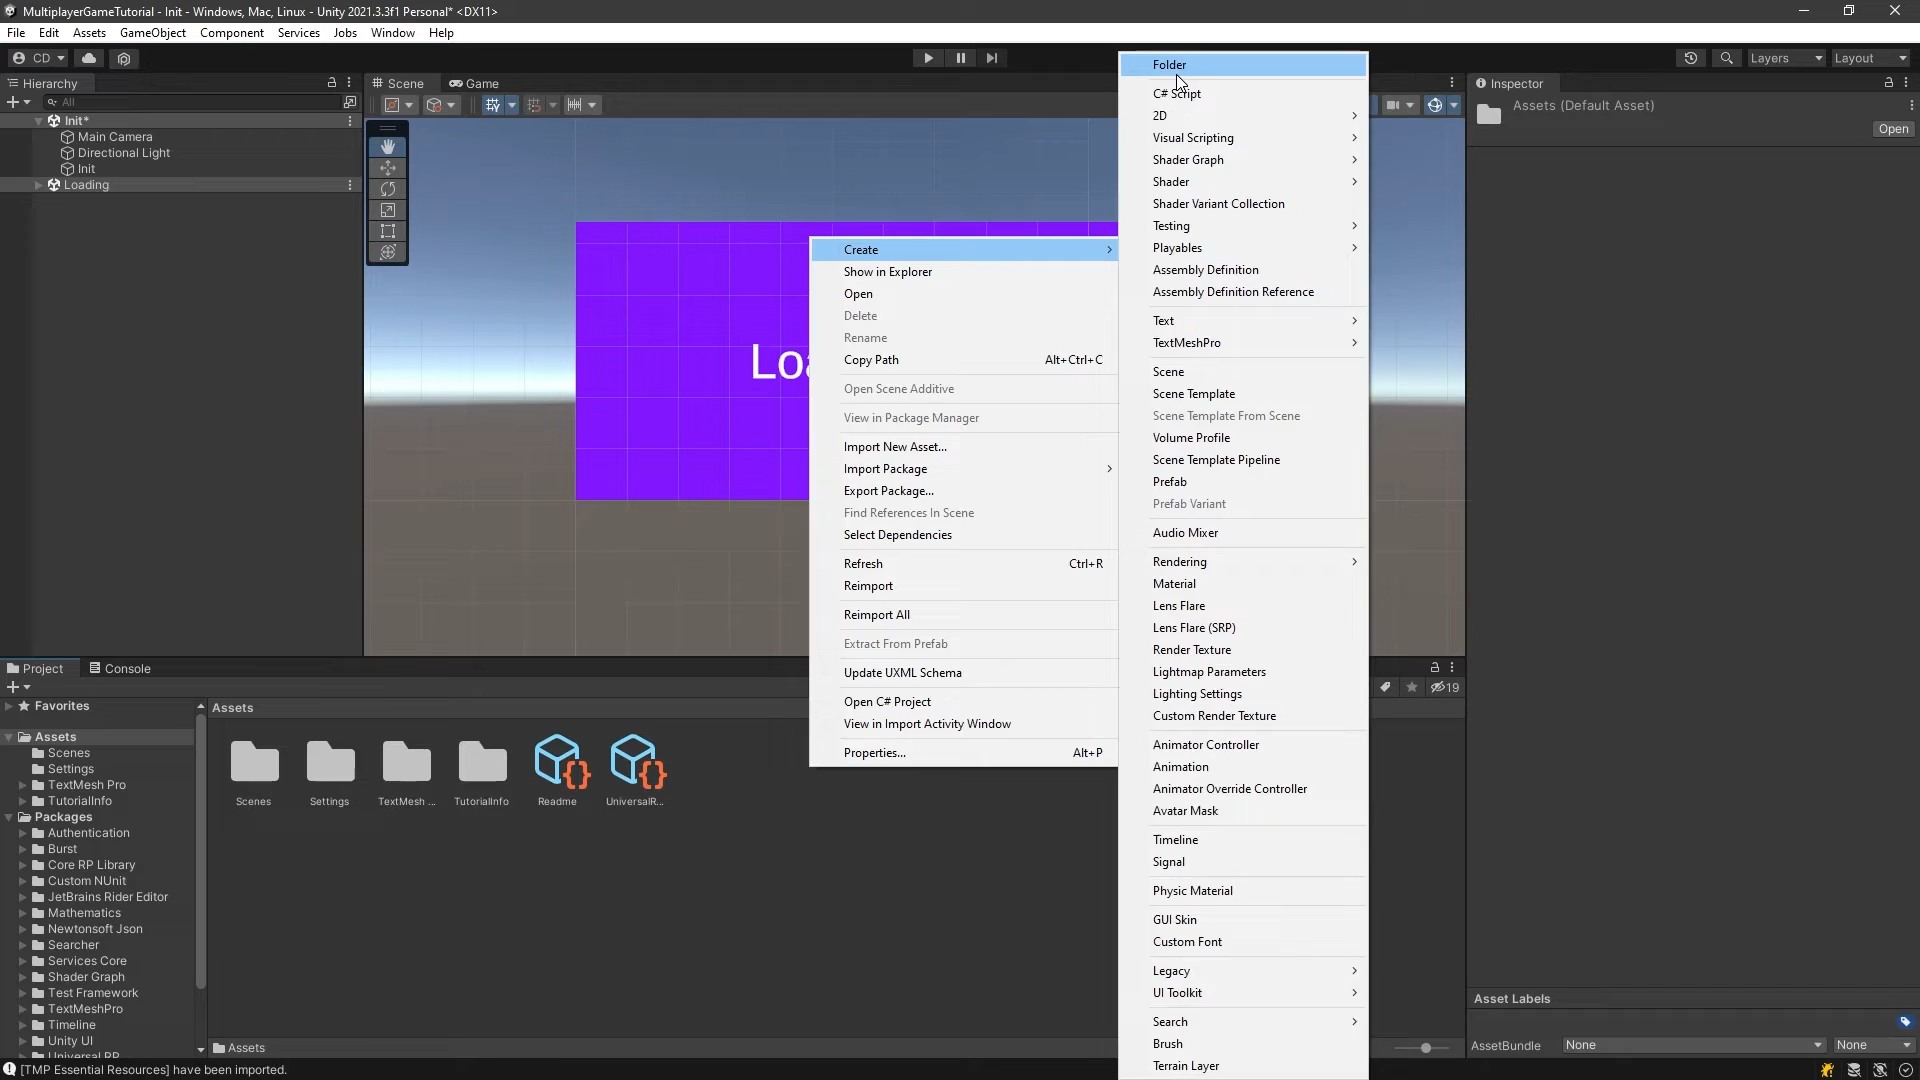 MultiplayerGameTutorial - Init - Windows, Mac, Linux - Unity 2021.3.3f1 Personal* <DX11>
File Edit Assets GameObject Component Services Jobs Window Help
CD
Layers
Layout
Hierarchy
All
Init*
Main Camera
Directional Light
Init
Loading
Scene
Game
Create
Show in Explorer
Open
Delete
Rename
Copy Path Alt+Ctrl+C
Open Scene Additive
View in Package Manager
Import New Asset...
Import Package
Export Package...
Find References In Scene
Select Dependencies
Refresh Ctrl+R
Reimport
Reimport All
Extract From Prefab
Update UXML Schema
Open C# Project
View in Import Activity Window
Properties... Alt+P
Folder
C# Script
2D
Visual Scripting
Shader Graph
Shader
Shader Variant Collection
Testing
Playables
Assembly Definition
Assembly Definition Reference
Text
TextMeshPro
Scene
Scene Template
Scene Template From Scene
Volume Profile
Scene Template Pipeline
Prefab
Prefab Variant
Audio Mixer
Rendering
Material
Lens Flare
Lens Flare (SRP)
Render Texture
Lightmap Parameters
Lighting Settings
Custom Render Texture
Animator Controller
Animation
Animator Override Controller
Avatar Mask
Timeline
Signal
Physic Material
GUI Skin
Custom Font
Legacy
UI Toolkit
Search
Brush
Terrain Layer
Inspector
Assets (Default Asset)
Open
Asset Labels
AssetBundle None None
Project
Console
19
Favorites
Assets
Scenes
Settings
TextMesh Pro
TutorialInfo
Packages
Authentication
Burst
Core RP Library
Custom NUnit
JetBrains Rider Editor
Mathematics
Newtonsoft Json
Searcher
Services Core
Shader Graph
Test Framework
TextMeshPro
Timeline
Unity UI
Universal RP
Assets
Scenes
Settings
TextMesh ...
TutorialInfo
Readme
UniversalR...
Assets
[TMP Essential Resources] have been imported.